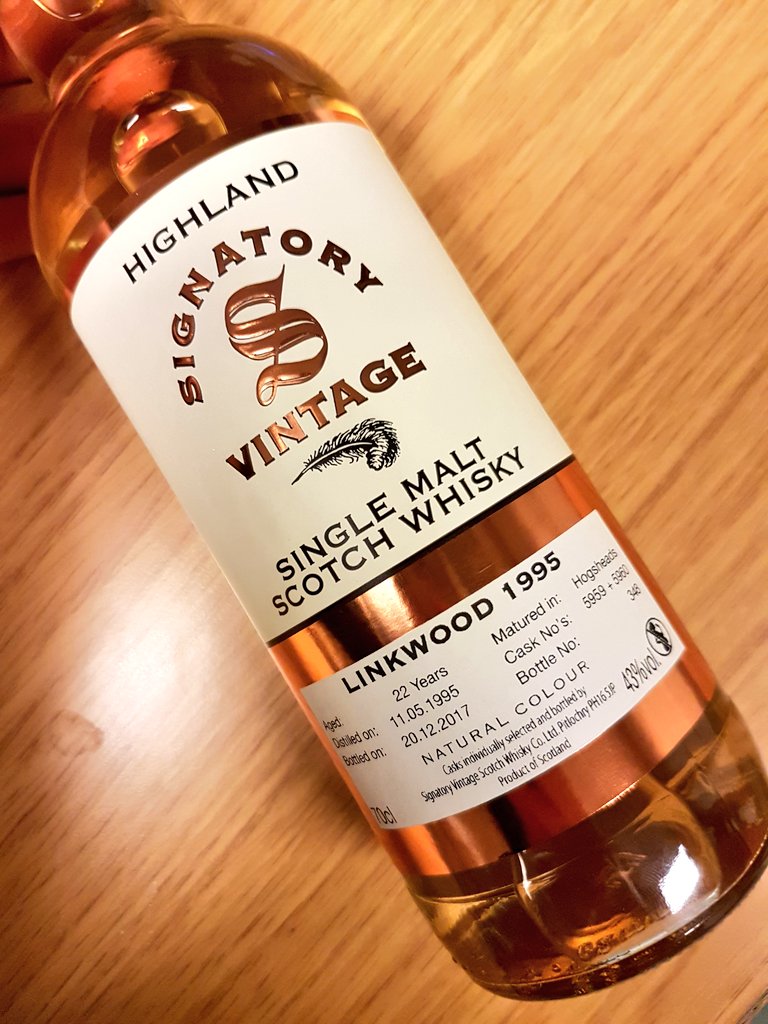 HIGHLAND
SIGNATORY
S
VINTAGE
SINGLE MALT
SCOTCH WHISKY
LINKWOOD 1995
Aged: 22 Years Matured in: Hogsheads
Distilled on: 11.05.1995 Cask No's: 5959 + 5960
Bottled on: 20.12.2017 Bottle No: 348
NATURAL COLOUR
Casks individually selected and bottled by
Signatory Vintage Scotch Whisky Co. Ltd. Pitlochry PH16 5JP
Product of Scotland
70cl 43%vol.